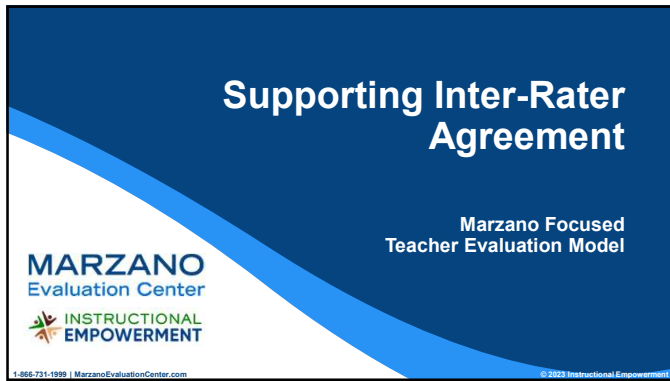 Supporting Inter-Rater
Agreement
Marzano Focused
Teacher Evaluation Model
MARZANO
Evaluation Center
INSTRUCTIONAL
EMPOWERMENT
1-866-731-1999 | MarzanoEvaluationCenter.com
© 2023 Instructional Empowerment